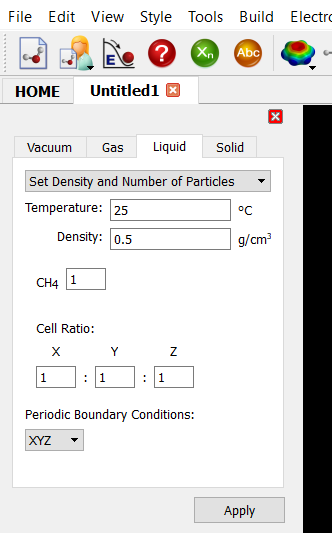 File Edit View Style Tools Build Electro
? Xn Abc
E
HOME Untitled1
Vacuum Gas Liquid Solid
Set Density and Number of Particles
Temperature: 25 °C
Density: 0.5 g/cm³
CH4 1
Cell Ratio:
X Y Z
1 : 1 : 1
Periodic Boundary Conditions:
XYZ
Apply